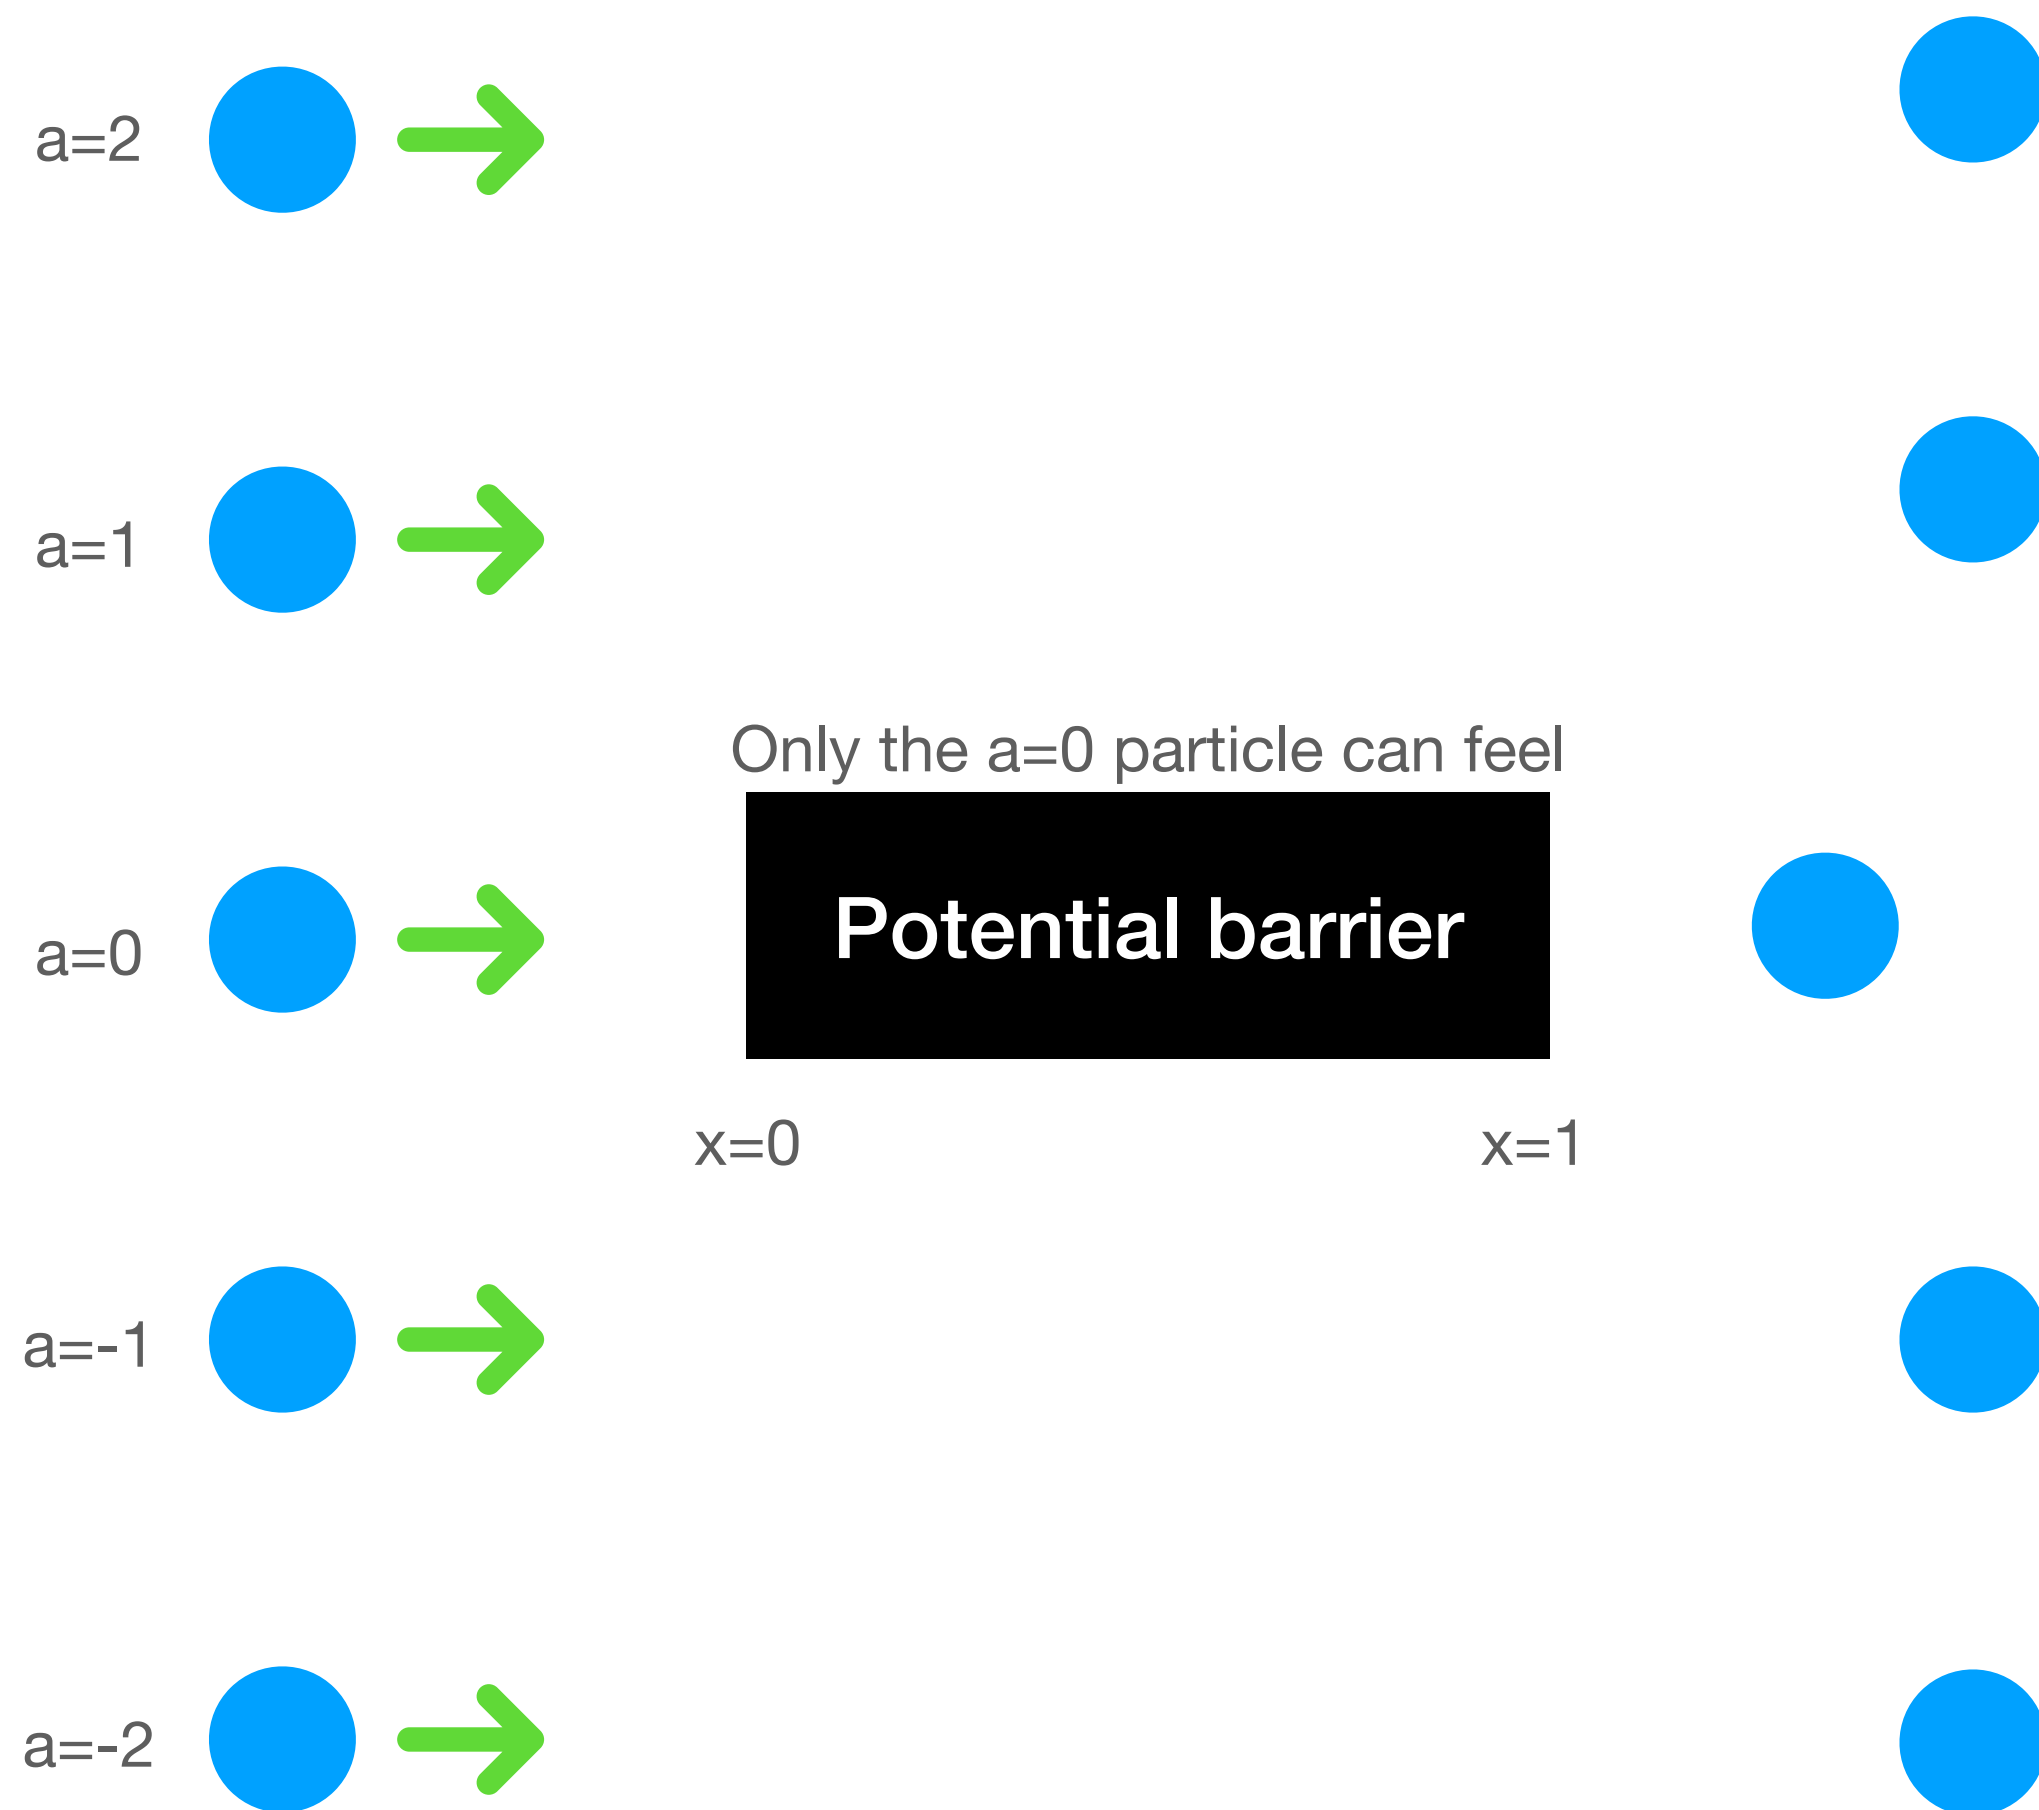 a=2
a=1
Only the a=0 particle can feel
Potential barrier
a=0
x=0
x=1
a=-1
a=-2